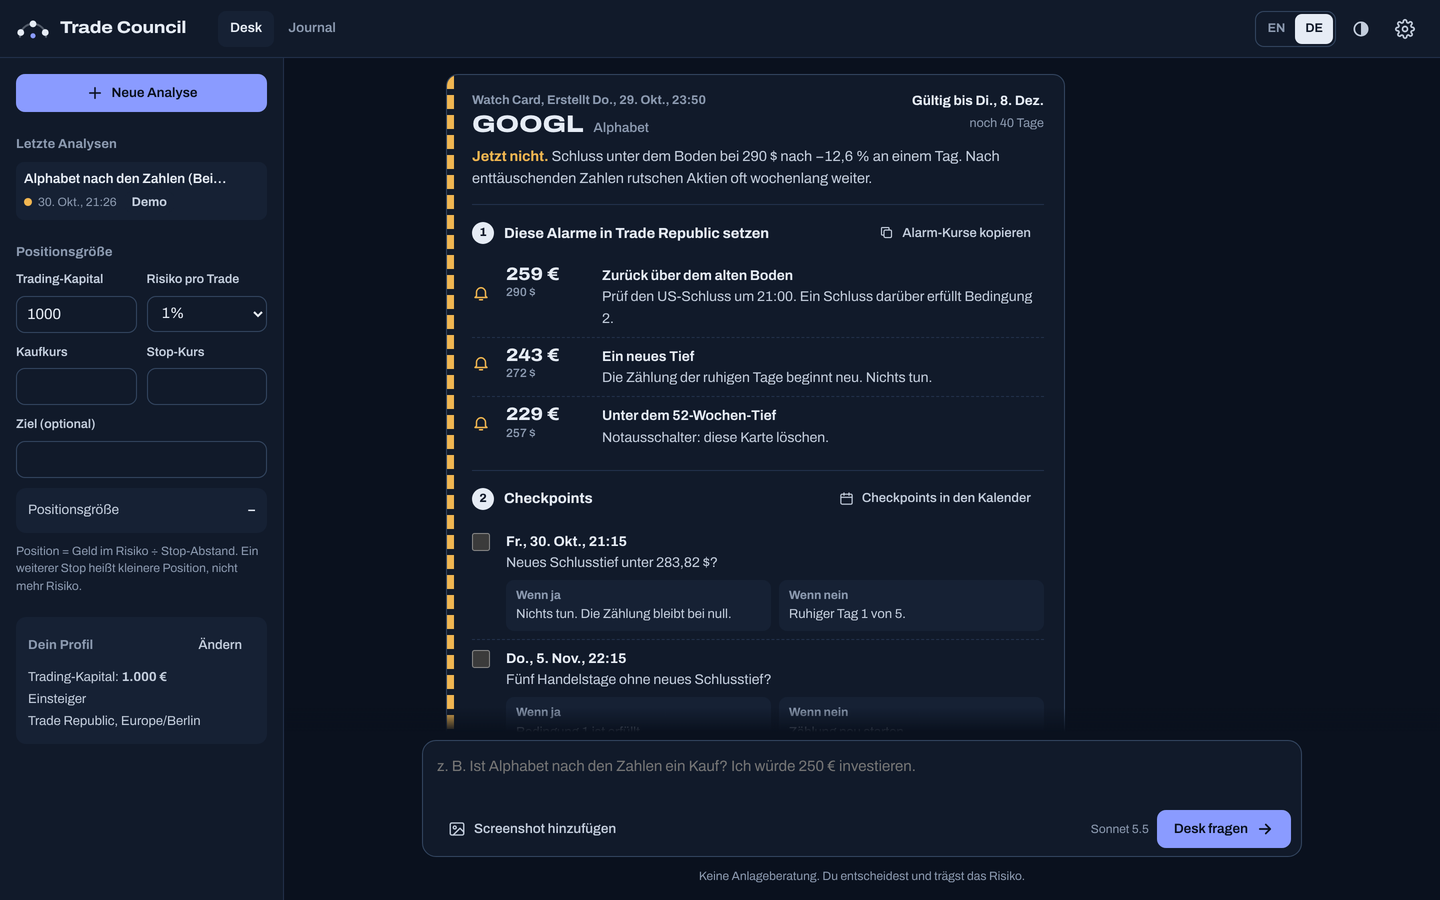 Trade Council
Desk
Journal
EN
DE
Neue Analyse
Letzte Analysen
Alphabet nach den Zahlen (Bei...
30. Okt., 21:26 Demo
Positionsgröße
Trading-Kapital
Risiko pro Trade
1000
1%
Kaufkurs
Stop-Kurs
Ziel (optional)
Positionsgröße –
Position = Geld im Risiko ÷ Stop-Abstand. Ein
weiterer Stop heißt kleinere Position, nicht
mehr Risiko.
Dein Profil
Ändern
Trading-Kapital: 1.000 €
Einsteiger
Trade Republic, Europe/Berlin
Watch Card, Erstellt Do., 29. Okt., 23:50
Gültig bis Di., 8. Dez.
GOOGL Alphabet
noch 40 Tage
Jetzt nicht. Schluss unter dem Boden bei 290 $ nach −12,6 % an einem Tag. Nach
enttäuschenden Zahlen rutschen Aktien oft wochenlang weiter.
1 Diese Alarme in Trade Republic setzen
Alarm-Kurse kopieren
259 €
290 $
Zurück über dem alten Boden
Prüf den US-Schluss um 21:00. Ein Schluss darüber erfüllt Bedingung
2.
243 €
272 $
Ein neues Tief
Die Zählung der ruhigen Tage beginnt neu. Nichts tun.
229 €
257 $
Unter dem 52-Wochen-Tief
Notausschalter: diese Karte löschen.
2 Checkpoints
Checkpoints in den Kalender
Fr., 30. Okt., 21:15
Neues Schlusstief unter 283,82 $?
Wenn ja
Nichts tun. Die Zählung bleibt bei null.
Wenn nein
Ruhiger Tag 1 von 5.
Do., 5. Nov., 22:15
Fünf Handelstage ohne neues Schlusstief?
Wenn ja
Wenn nein
z. B. Ist Alphabet nach den Zahlen ein Kauf? Ich würde 250 € investieren.
Screenshot hinzufügen
Sonnet 5.5
Desk fragen
Keine Anlageberatung. Du entscheidest und trägst das Risiko.